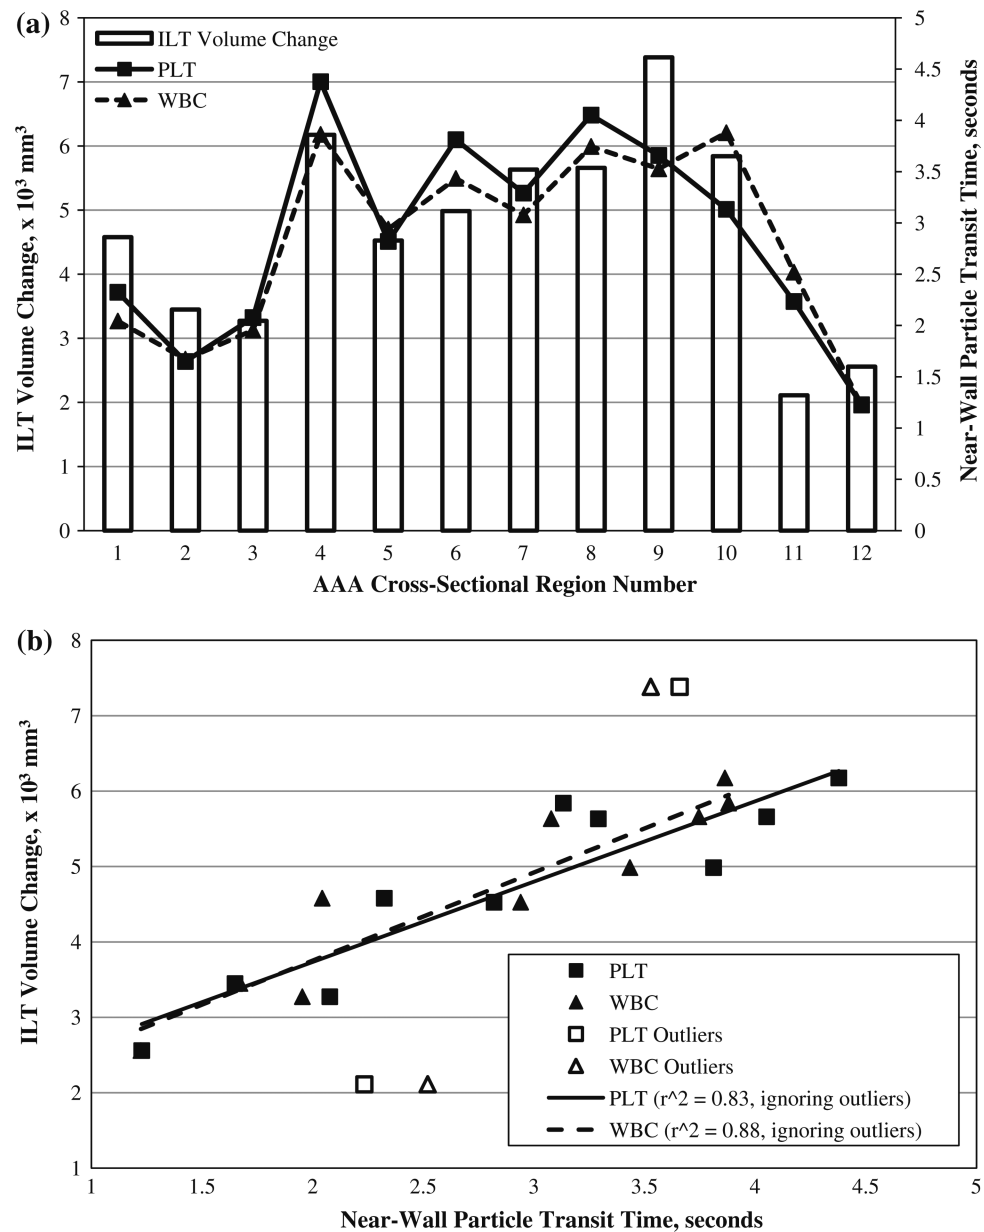 (a)
8
7
6
5
4
3
2
1
0
ILT Volume Change, x 10³ mm³
ILT Volume Change
PLT
WBC
5
4.5
4
3.5
3
2.5
2
1.5
1
0.5
0
Near-Wall Particle Transit Time, seconds
1 2 3 4 5 6 7 8 9 10 11 12
AAA Cross-Sectional Region Number
(b)
8
7
6
5
4
3
2
1
ILT Volume Change, x 10³ mm³
PLT
WBC
PLT Outliers
WBC Outliers
PLT (r^2 = 0.83, ignoring outliers)
WBC (r^2 = 0.88, ignoring outliers)
1 1.5 2 2.5 3 3.5 4 4.5 5
Near-Wall Particle Transit Time, seconds